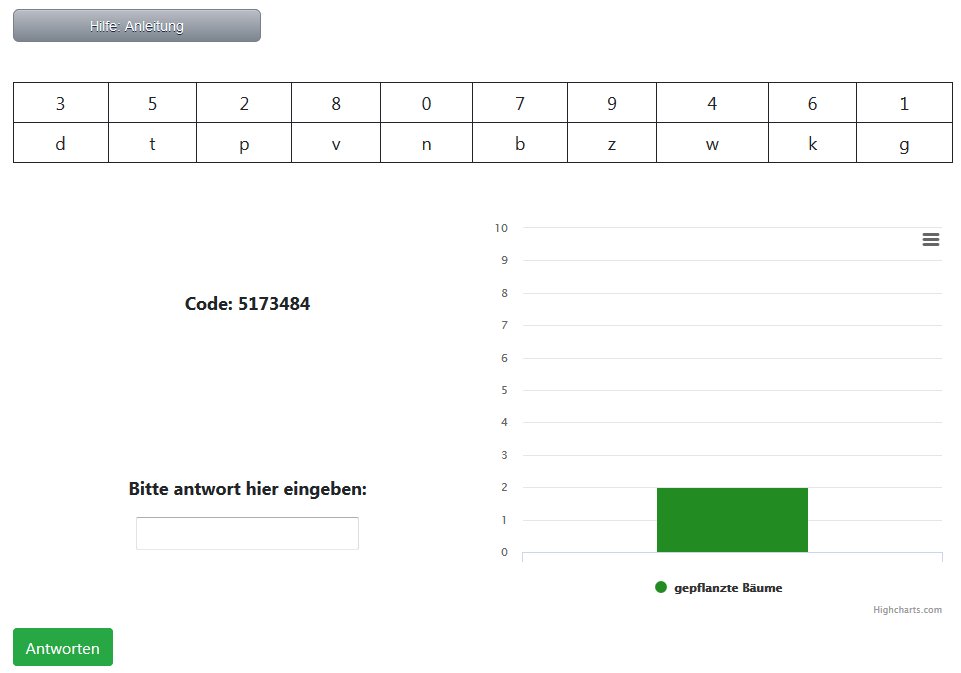 Hilfe: Anleitung
3 5 2 8 0 7 9 4 6 1
d t p v n b z w k g
Code: 5173484
Bitte antwort hier eingeben:
Antworten
10
9
8
7
6
5
4
3
2
1
0
gepflanzte Bäume
Highcharts.com